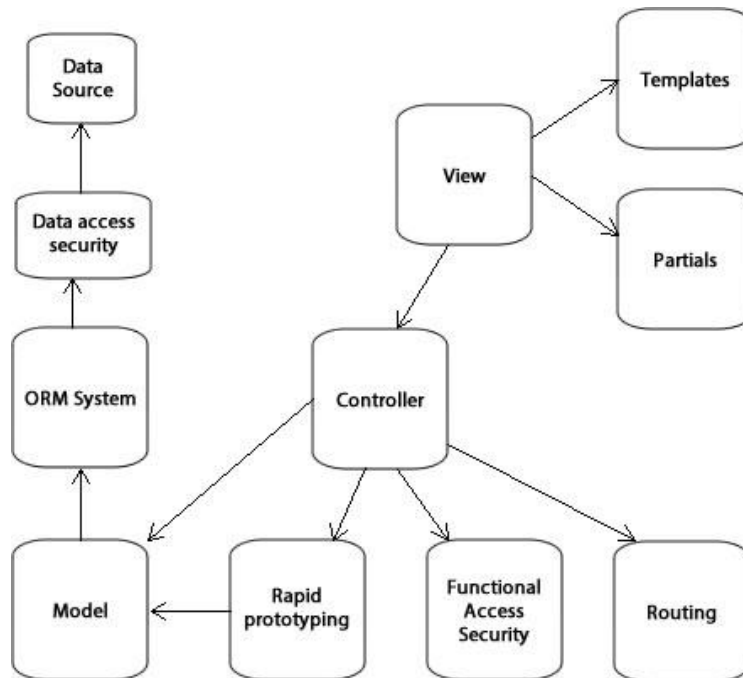 Data
Source
Templates
View
Data access
security
Partials
ORM System
Controller
Model
Rapid
prototyping
Functional
Access
Security
Routing